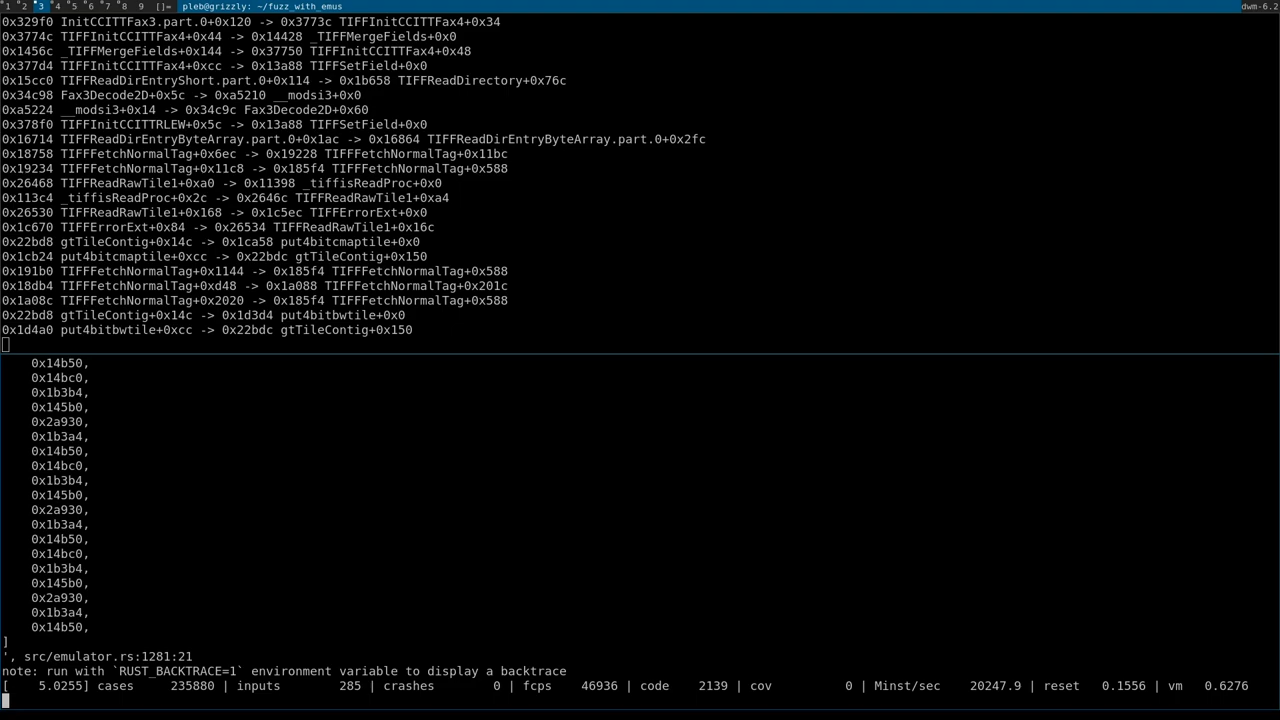 1 2 3 4 5 6 7 8 9 []= pleb@grizzly: ~/fuzz_with_emus dwm-6.2
0x329f0 InitCCITTFax3.part.0+0x120 -> 0x3773c TIFFInitCCITTFax4+0x34
0x3774c TIFFInitCCITTFax4+0x44 -> 0x14428 _TIFFMergeFields+0x0
0x1456c _TIFFMergeFields+0x144 -> 0x37750 TIFFInitCCITTFax4+0x48
0x377d4 TIFFInitCCITTFax4+0xcc -> 0x13a88 TIFFSetField+0x0
0x15cc0 TIFFReadDirEntryShort.part.0+0x114 -> 0x1b658 TIFFReadDirectory+0x76c
0x34c98 Fax3Decode2D+0x5c -> 0xa5210 __modsi3+0x0
0xa5224 __modsi3+0x14 -> 0x34c9c Fax3Decode2D+0x60
0x378f0 TIFFInitCCITTRLEW+0x5c -> 0x13a88 TIFFSetField+0x0
0x16714 TIFFReadDirEntryByteArray.part.0+0x1ac -> 0x16864 TIFFReadDirEntryByteArray.part.0+0x2fc
0x18758 TIFFFetchNormalTag+0x6ec -> 0x19228 TIFFFetchNormalTag+0x11bc
0x19234 TIFFFetchNormalTag+0x11c8 -> 0x185f4 TIFFFetchNormalTag+0x588
0x26468 TIFFReadRawTile1+0xa0 -> 0x11398 _tiffisReadProc+0x0
0x113c4 _tiffisReadProc+0x2c -> 0x2646c TIFFReadRawTile1+0xa4
0x26530 TIFFReadRawTile1+0x168 -> 0x1c5ec TIFFErrorExt+0x0
0x1c670 TIFFErrorExt+0x84 -> 0x26534 TIFFReadRawTile1+0x16c
0x22bd8 gtTileContig+0x14c -> 0x1ca58 put4bitcmaptile+0x0
0x1cb24 put4bitcmaptile+0xcc -> 0x22bdc gtTileContig+0x150
0x191b0 TIFFFetchNormalTag+0x1144 -> 0x185f4 TIFFFetchNormalTag+0x588
0x18db4 TIFFFetchNormalTag+0xd48 -> 0x1a088 TIFFFetchNormalTag+0x201c
0x1a08c TIFFFetchNormalTag+0x2020 -> 0x185f4 TIFFFetchNormalTag+0x588
0x22bd8 gtTileContig+0x14c -> 0x1d3d4 put4bitbwtile+0x0
0x1d4a0 put4bitbwtile+0xcc -> 0x22bdc gtTileContig+0x150
0x14b50,
0x14bc0,
0x1b3b4,
0x145b0,
0x2a930,
0x1b3a4,
0x14b50,
0x14bc0,
0x1b3b4,
0x145b0,
0x2a930,
0x1b3a4,
0x14b50,
0x14bc0,
0x1b3b4,
0x145b0,
0x2a930,
0x1b3a4,
0x14b50,
]
', src/emulator.rs:1281:21
note: run with `RUST_BACKTRACE=1` environment variable to display a backtrace
[ 5.0255] cases 235880 | inputs 285 | crashes 0 | fcps 46936 | code 2139 | cov 0 | Minst/sec 20247.9 | reset 0.1556 | vm 0.6276